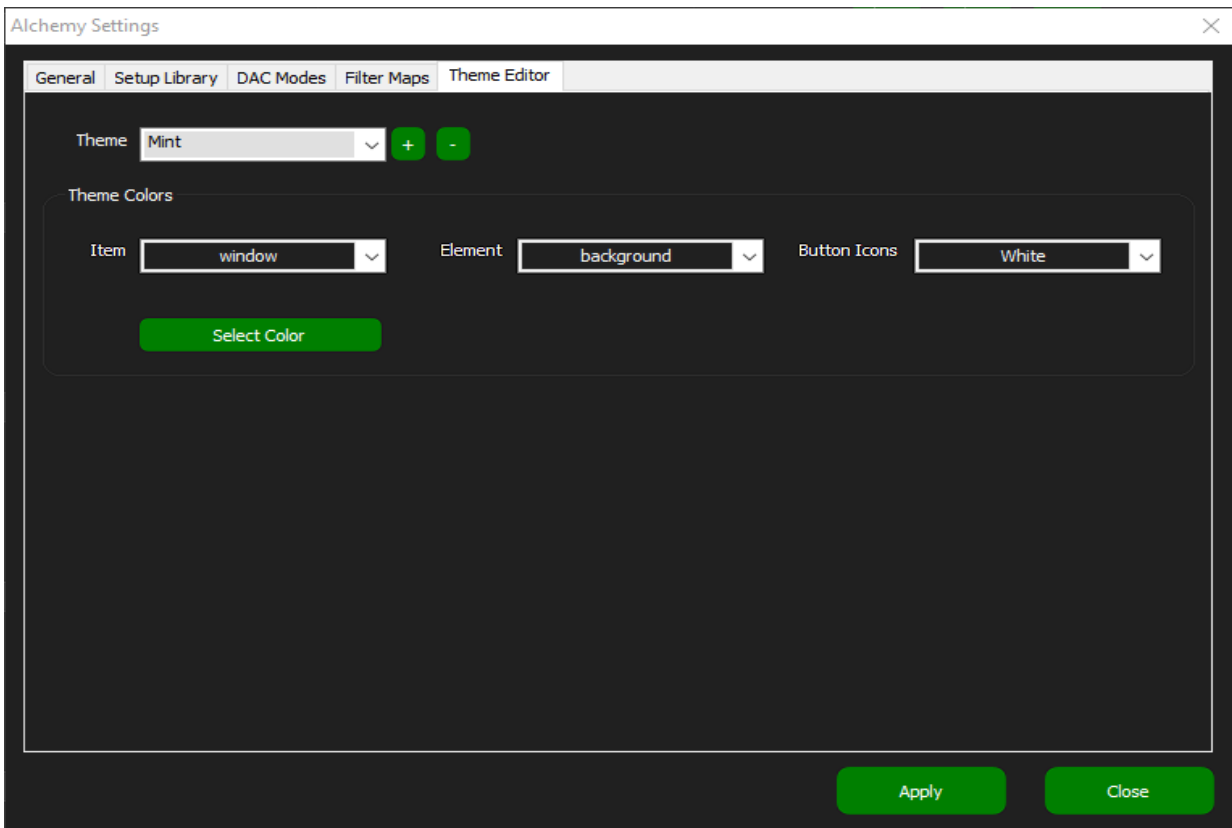 Alchemy Settings
General Setup Library DAC Modes Filter Maps Theme Editor
Theme Mint + -
Theme Colors
Item window Element background Button Icons White
Select Color
Apply Close